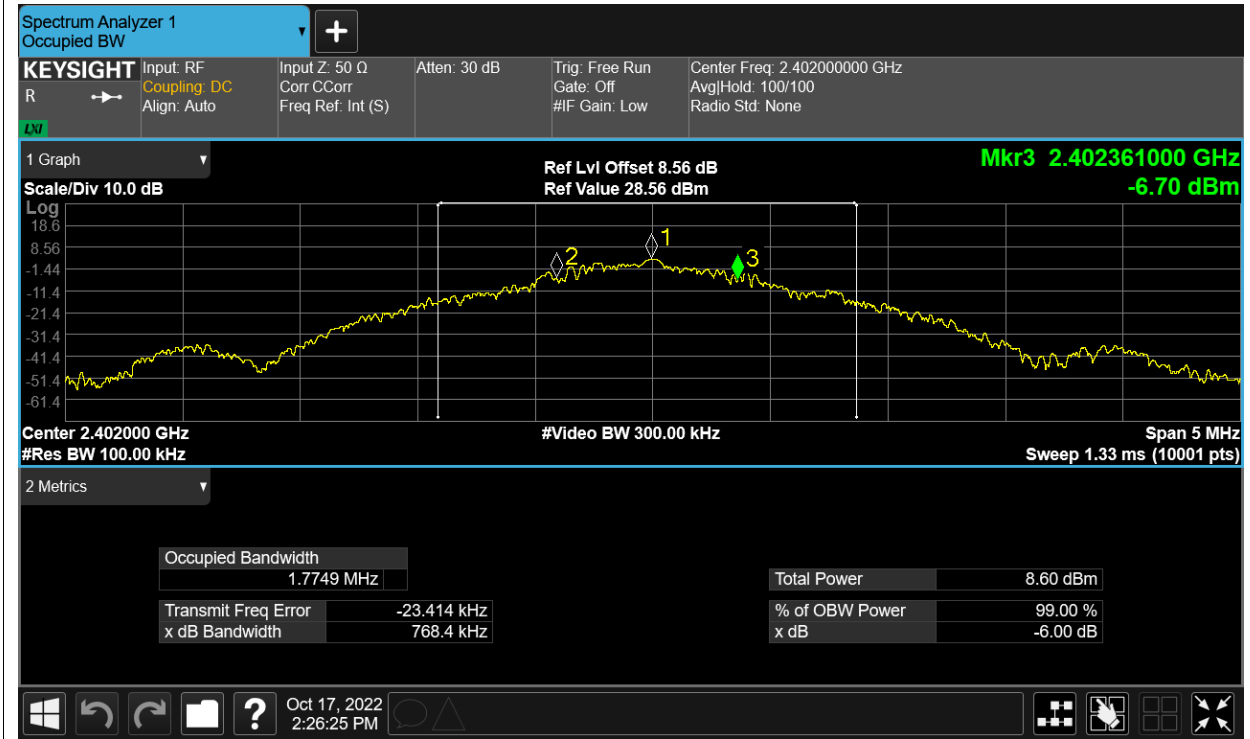 Spectrum Analyzer 1
Occupied BW
KEYSIGHT
R
LXI
Input: RF
Coupling: DC
Align: Auto
Input Z: 50 Ω
Corr CCorr
Freq Ref: Int (S)
Atten: 30 dB
Trig: Free Run
Gate: Off
#IF Gain: Low
Center Freq: 2.402000000 GHz
Avg|Hold: 100/100
Radio Std: None
1 Graph
Scale/Div 10.0 dB
Ref Lvl Offset 8.56 dB
Ref Value 28.56 dBm
Mkr3 2.402361000 GHz
-6.70 dBm
Log
18.6
8.56
-1.44
-11.4
-21.4
-31.4
-41.4
-51.4
-61.4
1
2
3
Center 2.402000 GHz
#Res BW 100.00 kHz
#Video BW 300.00 kHz
Span 5 MHz
Sweep 1.33 ms (10001 pts)
2 Metrics
Occupied Bandwidth
1.7749 MHz
Transmit Freq Error -23.414 kHz
x dB Bandwidth 768.4 kHz
Total Power 8.60 dBm
% of OBW Power 99.00 %
x dB -6.00 dB
?
Oct 17, 2022
2:26:25 PM